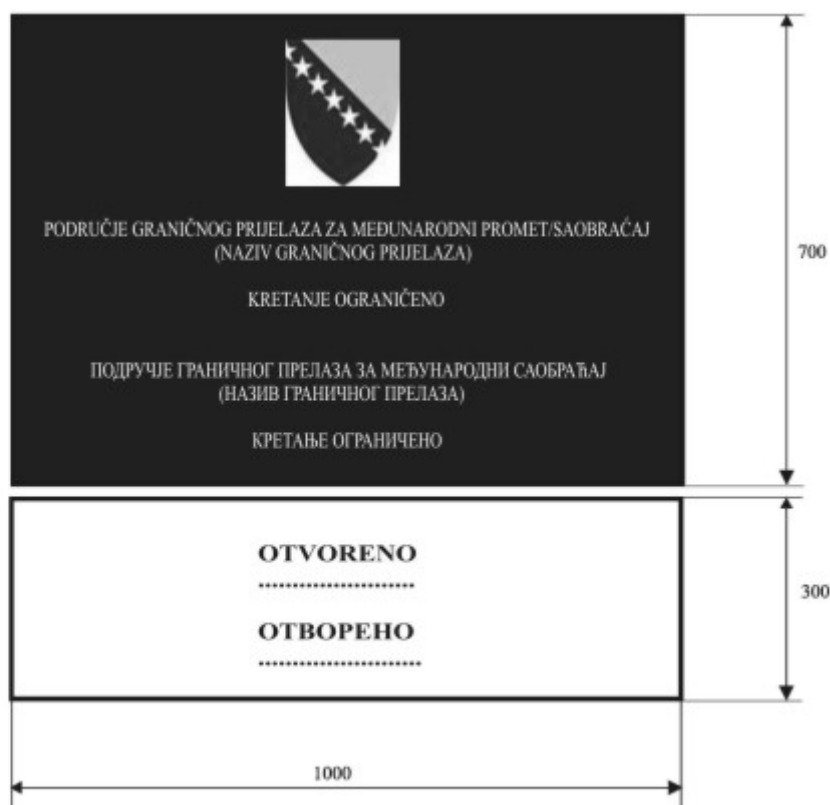 PODRUČJE GRANIČNOG PRIJELAZA ZA MEĐUNARODNI PROMET/SAOBRAĆAJ
(NAZIV GRANIČNOG PRIJELAZA)
KRETANJE OGRANIČENO
ПОДРУЧЈЕ ГРАНИЧНОГ ПРЕЛАЗА ЗА МЕЂУНАРОДНИ САОБРАЋАЈ
(НАЗИВ ГРАНИЧНОГ ПРЕЛАЗА)
КРЕТАЊЕ ОГРАНИЧЕНО
700
OTVORENO
.......................
ОТВОРЕНО
........................
300
1000